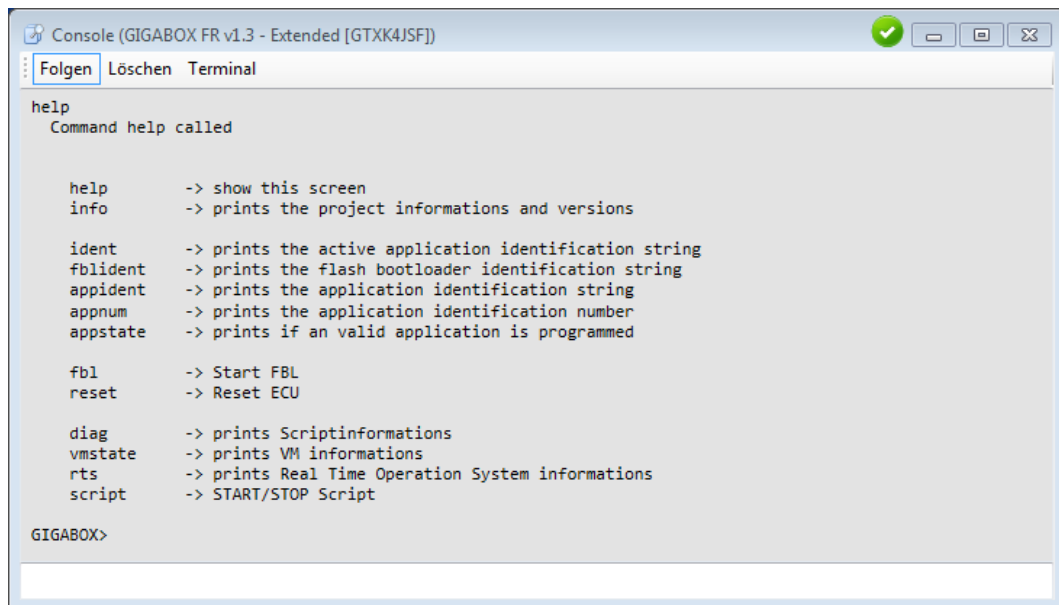 Console (GIGABOX FR v1.3 - Extended [GTXK4JSF])
Folgen Löschen Terminal
help
Command help called
help -> show this screen
info -> prints the project informations and versions
ident -> prints the active application identification string
fblident -> prints the flash bootloader identification string
appident -> prints the application identification string
appnum -> prints the application identification number
appstate -> prints if an valid application is programmed
fbl -> Start FBL
reset -> Reset ECU
diag -> prints Scriptinformations
vmstate -> prints VM informations
rts -> prints Real Time Operation System informations
script -> START/STOP Script
GIGABOX>